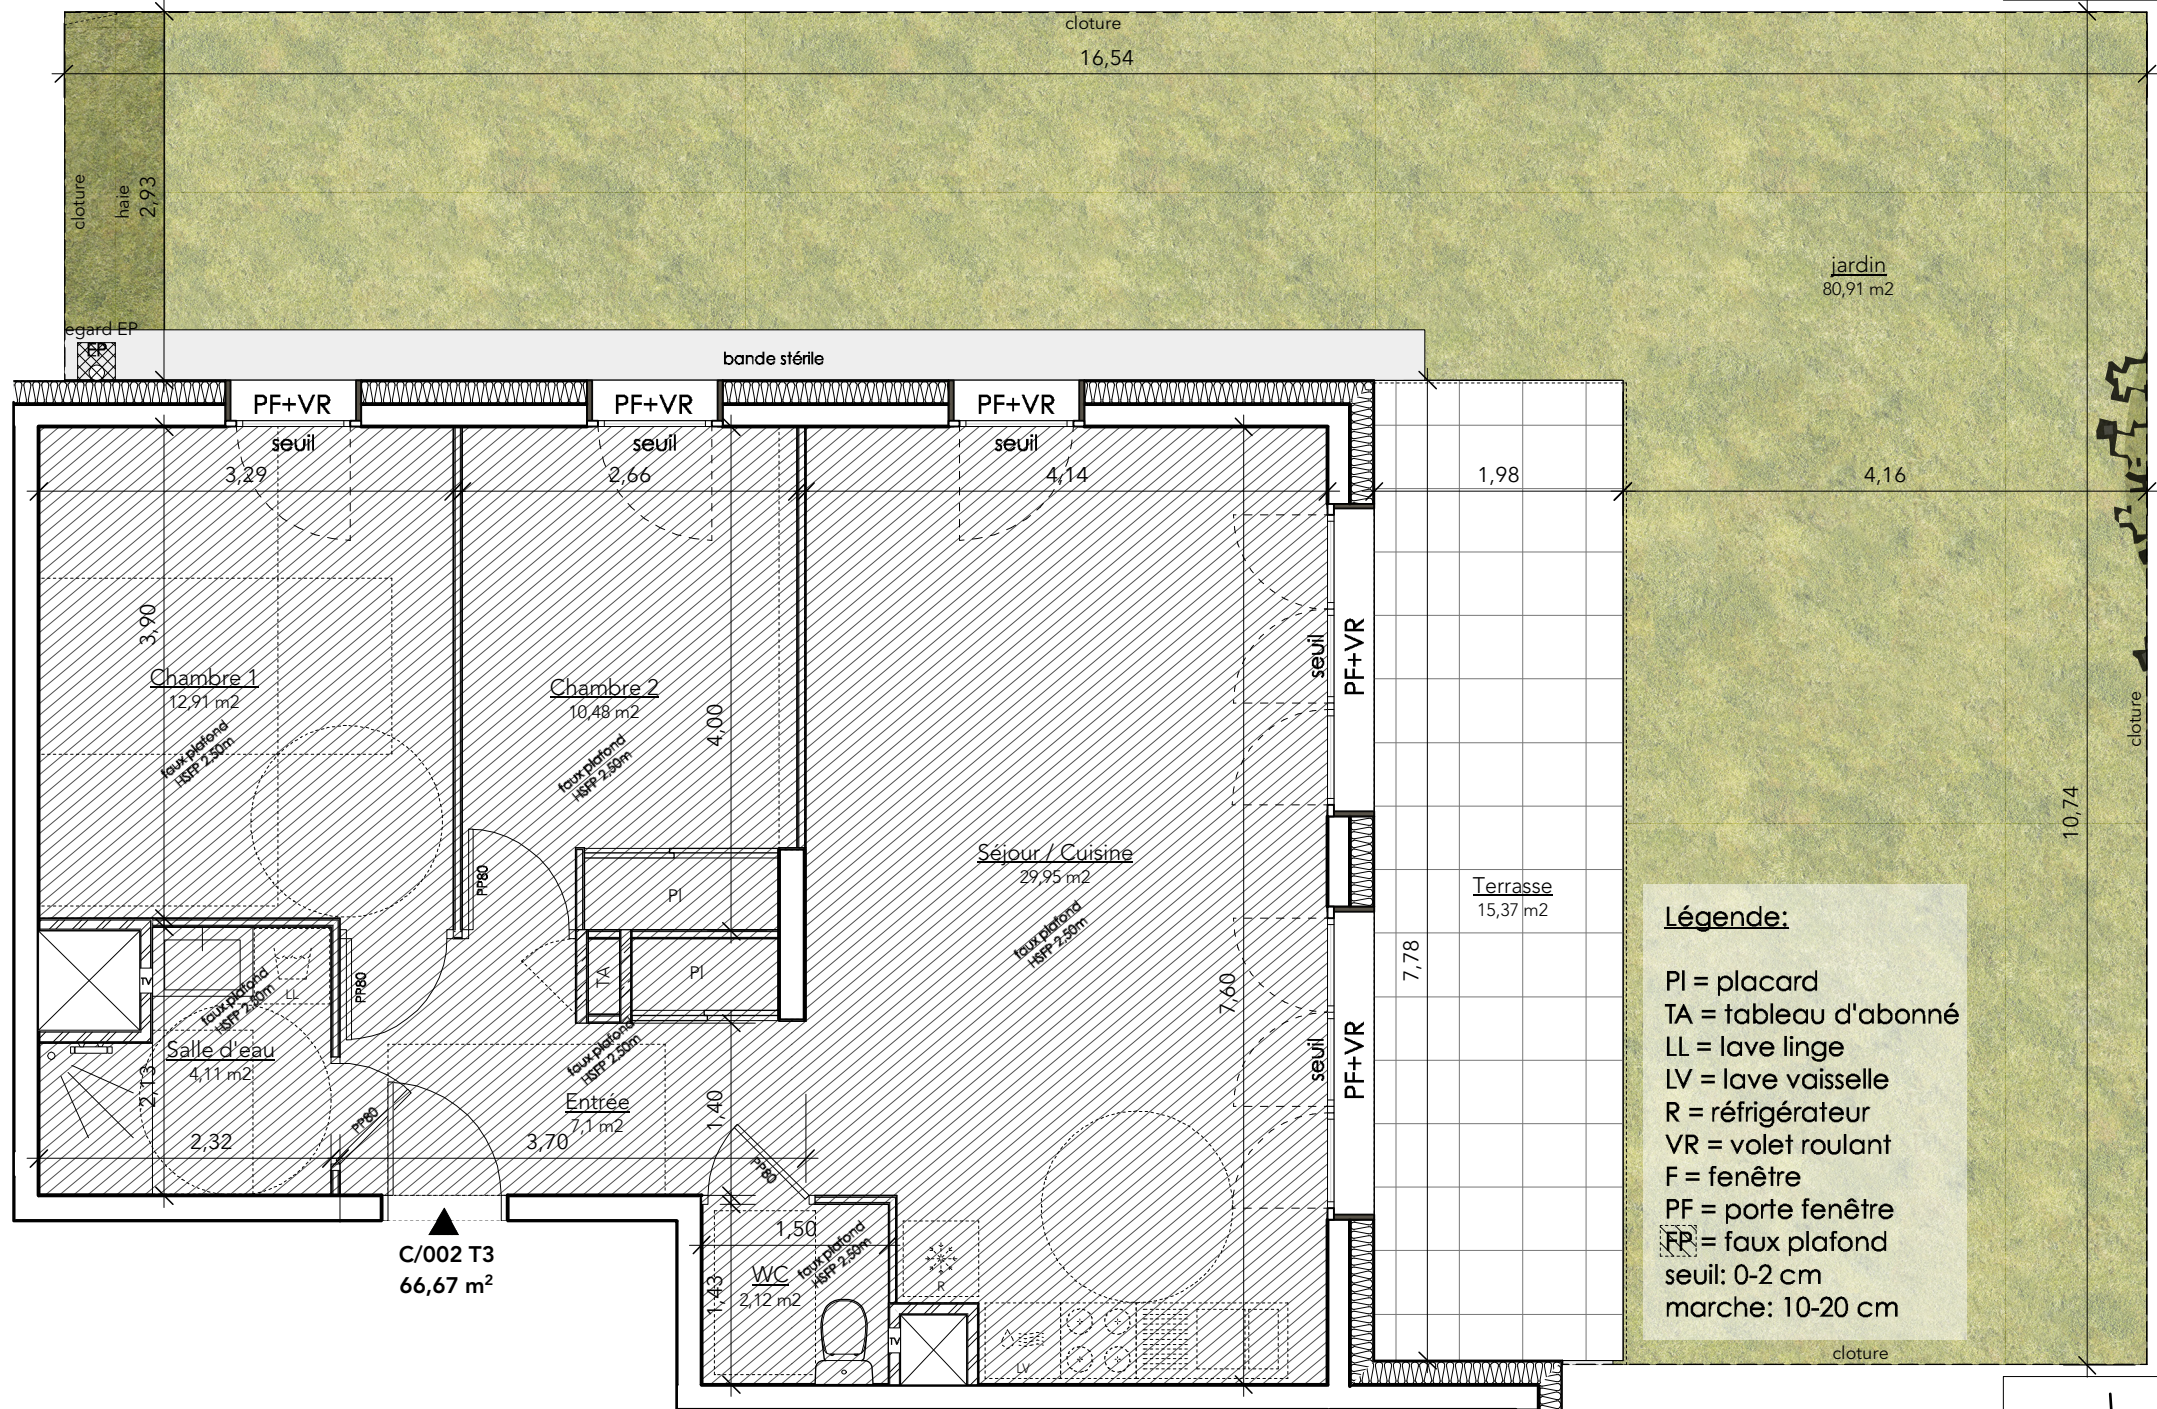 cloture
16,54
cloture
haie
2,93
jardin
80,91 m2
egard EP
EP
bande stérile
PF+VR
PF+VR
PF+VR
seuil
seuil
seuil
3,29
2,66
4,14
1,98
4,16
3,90
Chambre 1
12,91 m2
faux plafond
HSFP 2,50m
Chambre 2
10,48 m2
faux plafond
HSFP 2,50m
4,00
seuil
PF+VR
cloture
10,74
PP80
Pl
Séjour / Cuisine
29,95 m2
faux plafond
HSFP 2,50m
Terrasse
15,37 m2
7,78
7,60
TV
LL
faux plafond
HSFP 2,50m
PP80
TA
Pl
Salle d'eau
4,11 m2
2,13
2,32
PP80
faux plafond
HSFP 2,50m
Entrée
7,1 m2
3,70
1,40
PP80
seuil
PF+VR
C/002 T3
66,67 m²
1,50
faux plafond
HSFP 2,50m
WC
2,12 m2
1,43
TV
R
LV
Légende:
Pl = placard
TA = tableau d'abonné
LL = lave linge
LV = lave vaisselle
R = réfrigérateur
VR = volet roulant
F = fenêtre
PF = porte fenêtre
FP = faux plafond
seuil: 0-2 cm
marche: 10-20 cm
cloture